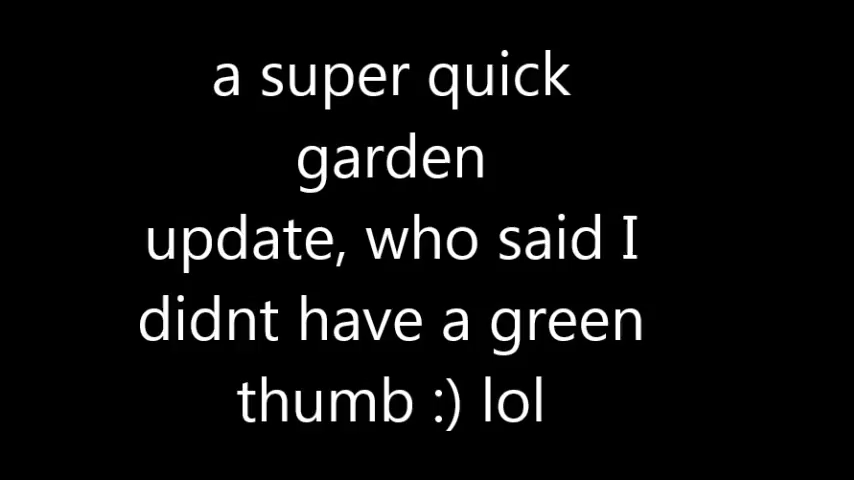 a super quick
garden
update, who said I
didnt have a green
thumb :) lol